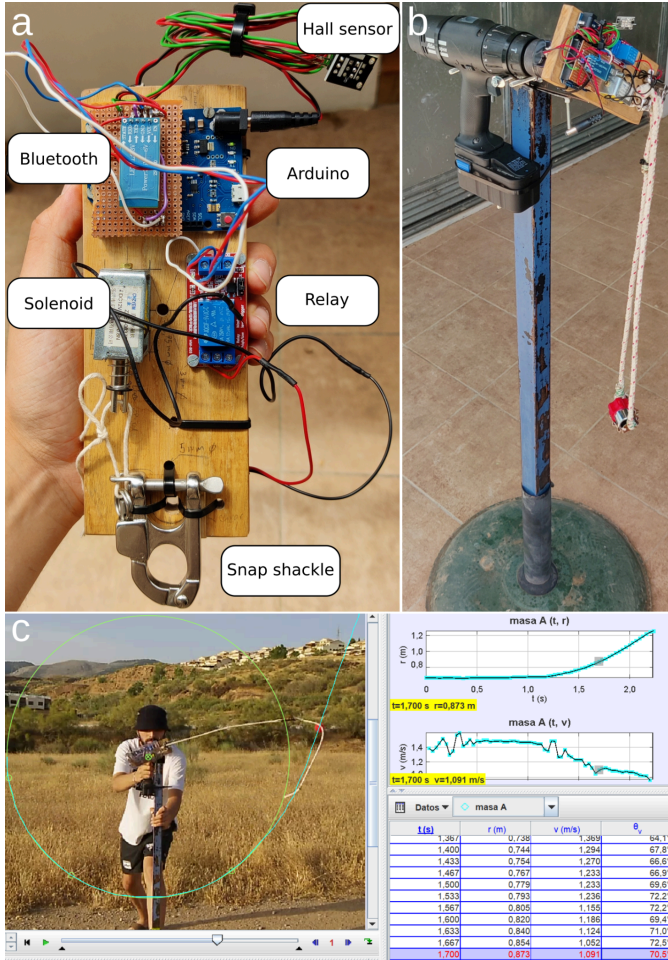 a
Hall sensor
Bluetooth
Arduino
Solenoid
Relay
Snap shackle
b
c
masa A (t, r)
r (m)
1,2
1,0
0,8
0
0,5
1,0
1,5
2,0
t (s)
t=1,700 s r=0,873 m
masa A (t, v)
v (m/s)
1,4
1,2
1,0
t=1,700 s v=1,091 m/s
Datos masa A
t (s) r (m) v (m/s) θv
1,367 0,738 1,369 64,1
1,400 0,744 1,294 67,8
1,433 0,754 1,270 66,6
1,467 0,767 1,233 66,9
1,500 0,779 1,233 69,6
1,533 0,793 1,236 72,2
1,567 0,805 1,155 72,2
1,600 0,820 1,186 69,4
1,633 0,840 1,124 71,0
1,667 0,854 1,052 72,5
1,700 0,873 1,091 70,5
1